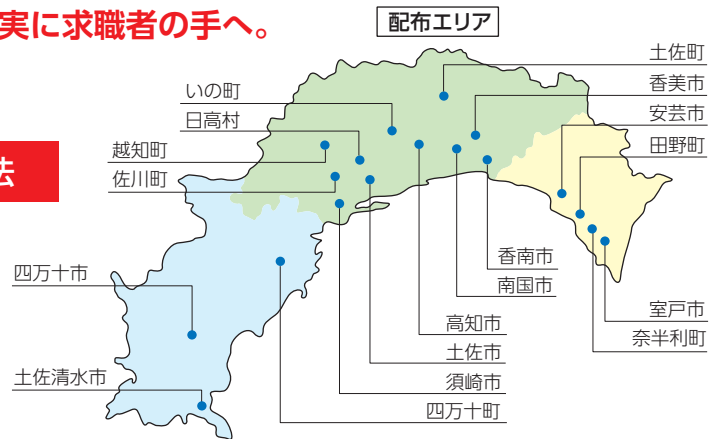 実に求職者の手へ。
配布エリア
法
土佐町
香美市
安芸市
田野町
いの町
日高村
越知町
佐川町
四万十市
土佐清水市
香南市
南国市
高知市
土佐市
須崎市
四万十町
室戸市
奈半利町